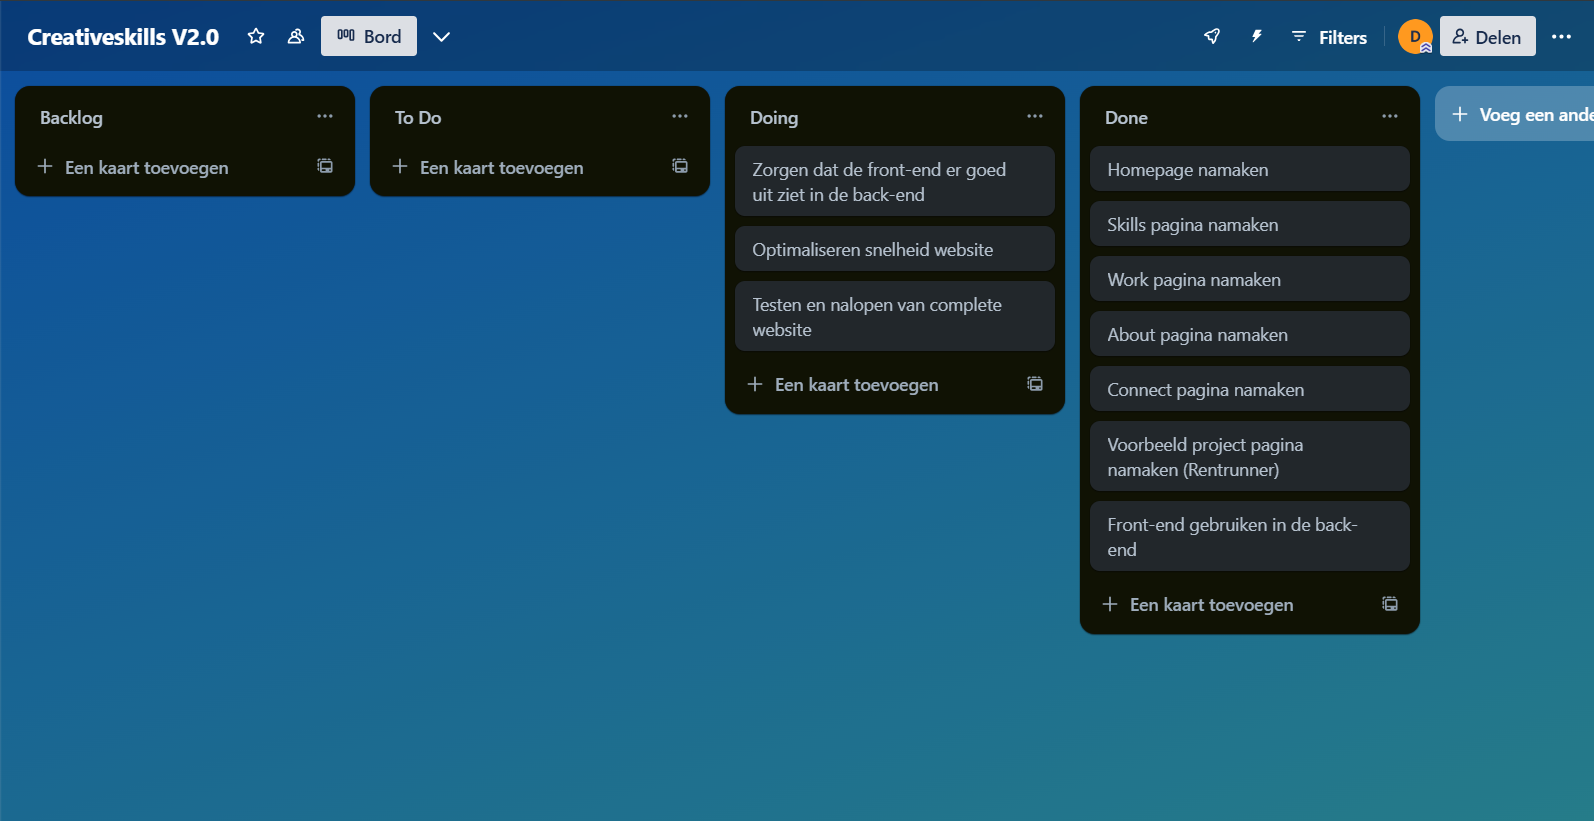 Creativeskills V2.0
Bord
Filters
D
Delen
Backlog
Een kaart toevoegen
To Do
Een kaart toevoegen
Doing
Zorgen dat de front-end er goed
uit ziet in de back-end
Optimaliseren snelheid website
Testen en nalopen van complete
website
Een kaart toevoegen
Done
Homepage namaken
Skills pagina namaken
Work pagina namaken
About pagina namaken
Connect pagina namaken
Voorbeeld project pagina
namaken (Rentrunner)
Front-end gebruiken in de back-
end
Een kaart toevoegen
Voeg een ande